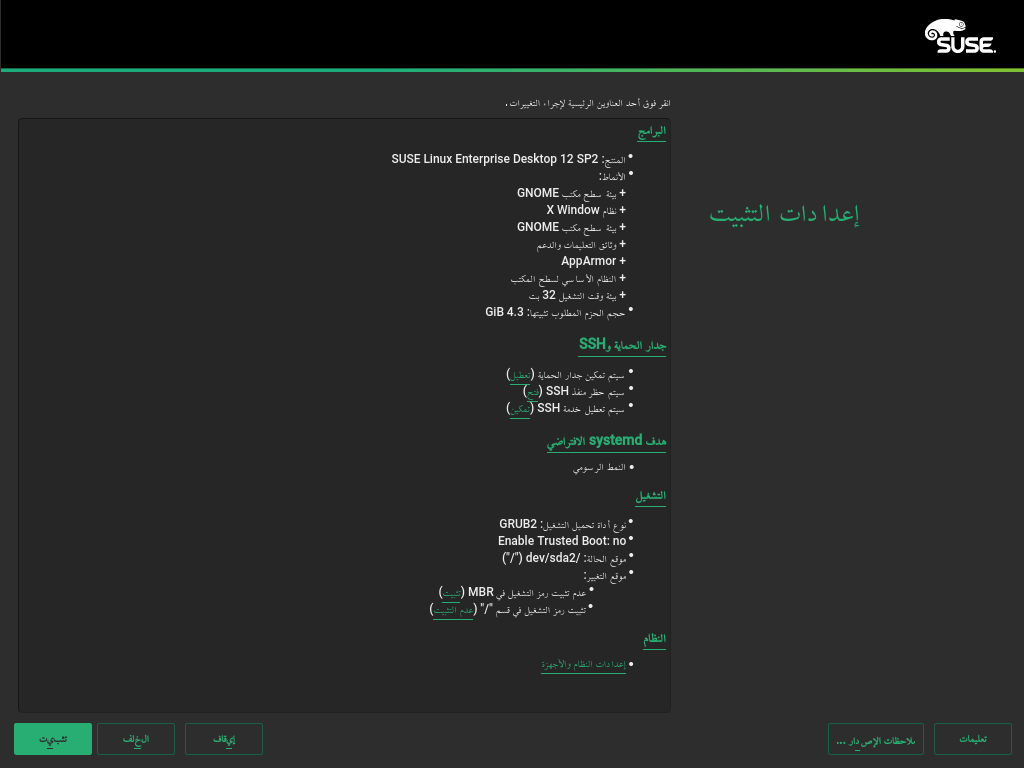 SUSE.
انقر فوق أحد العناوين الرئيسية لإجراء التغييرات.
إعدادات التثبيت
البرامج
المنتج: SUSE Linux Enterprise Desktop 12 SP2
الأنماط:
+ بيئة سطح مكتب GNOME
+ نظام X Window
+ بيئة سطح مكتب GNOME
+ وثائق التعليمات والدعم
+ AppArmor
+ النظام الأساسي لسطح المكتب
+ بيئة وقت التشغيل 32 بت
حجم الحزم المطلوب تثبيتها: 4.3 GiB
جدار الحماية وSSH
سيتم تمكين جدار الحماية (تعطيل)
سيتم حظر منفذ SSH (فتح)
سيتم تعطيل خدمة SSH (تمكين)
هدف systemd الافتراضي
النمط الرسومي
التشغيل
نوع أداة تحميل التشغيل: GRUB2
Enable Trusted Boot: no
موقع الحالة: /dev/sda2 ("/")
موقع التغيير:
عدم تثبيت رمز التشغيل في MBR (تثبيت)
تثبيت رمز التشغيل في قسم "/" (عدم التثبيت)
النظام
إعدادات النظام والأجهزة
تعليمات
ملاحظات الإصدار ...
إيقاف
الخلف
تثبيت